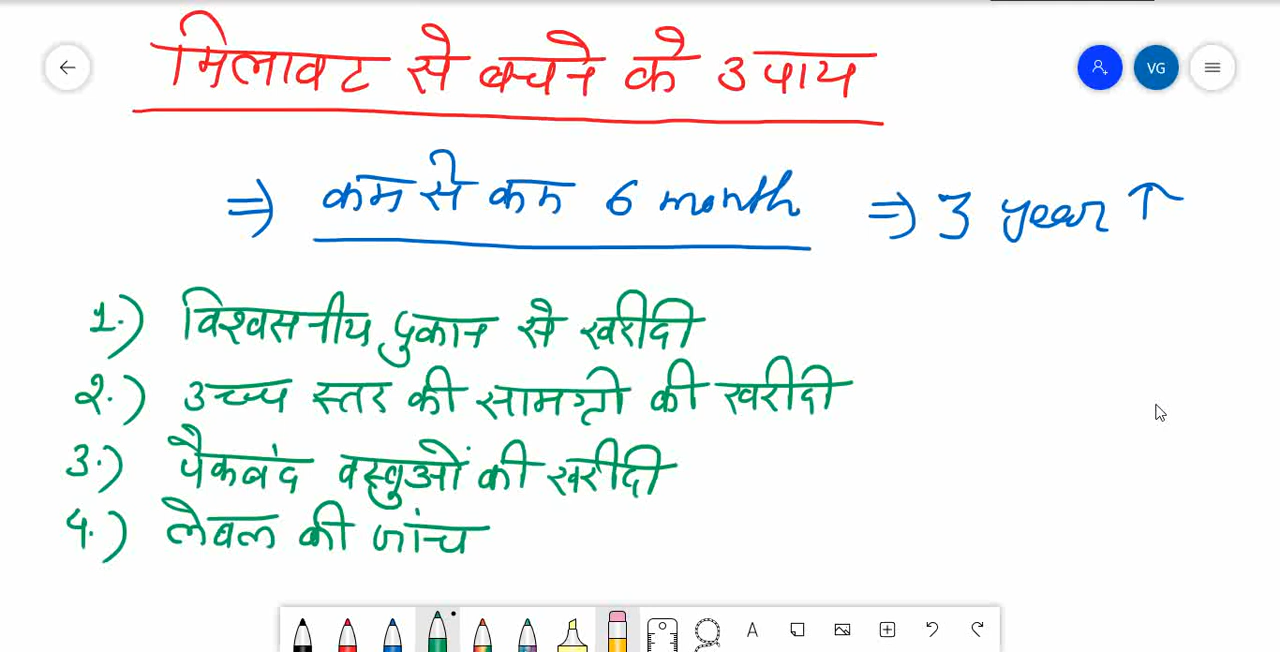 मिलावट से बचने के उपाय
VG
⇒ कम से कम 6 month ⇒ 3 year ↑
1.) विश्वसनीय दुकान से खरीदी
2.) उच्च स्तर की सामग्री की खरीदी
3.) पैकबंद वस्तुओं की खरीदी
4.) लेबल की जांच
A